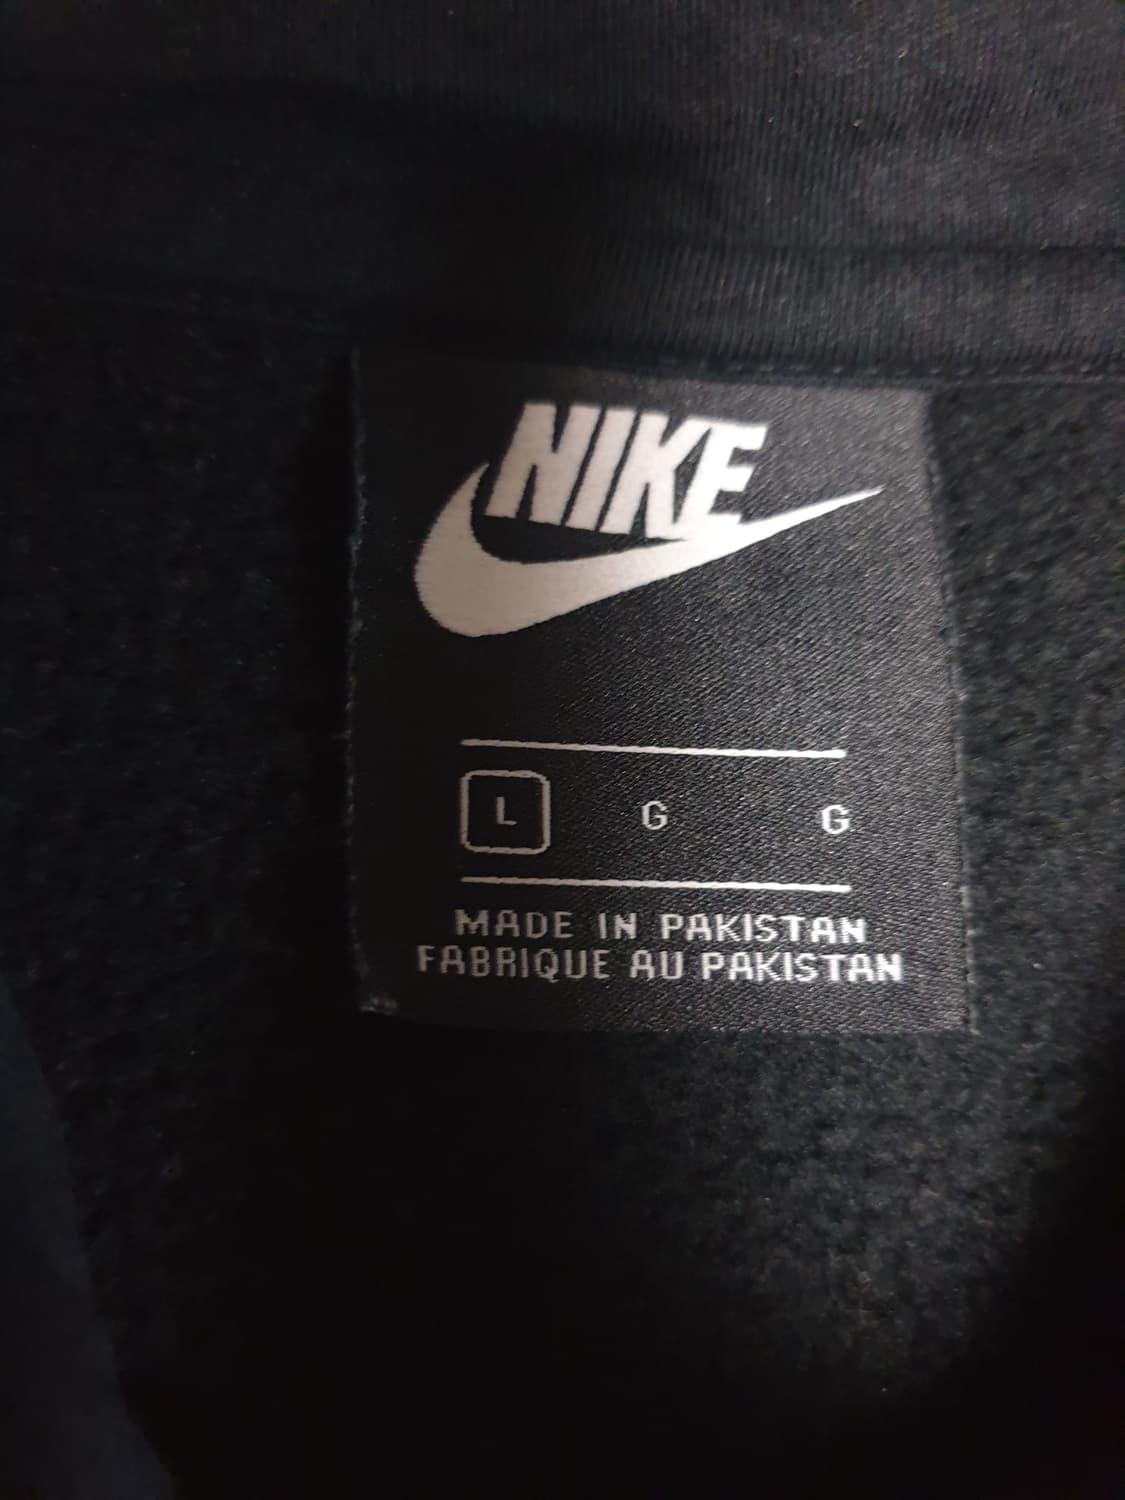 NIKE
L G G
MADE IN PAKISTAN
FABRIQUE AU PAKISTAN